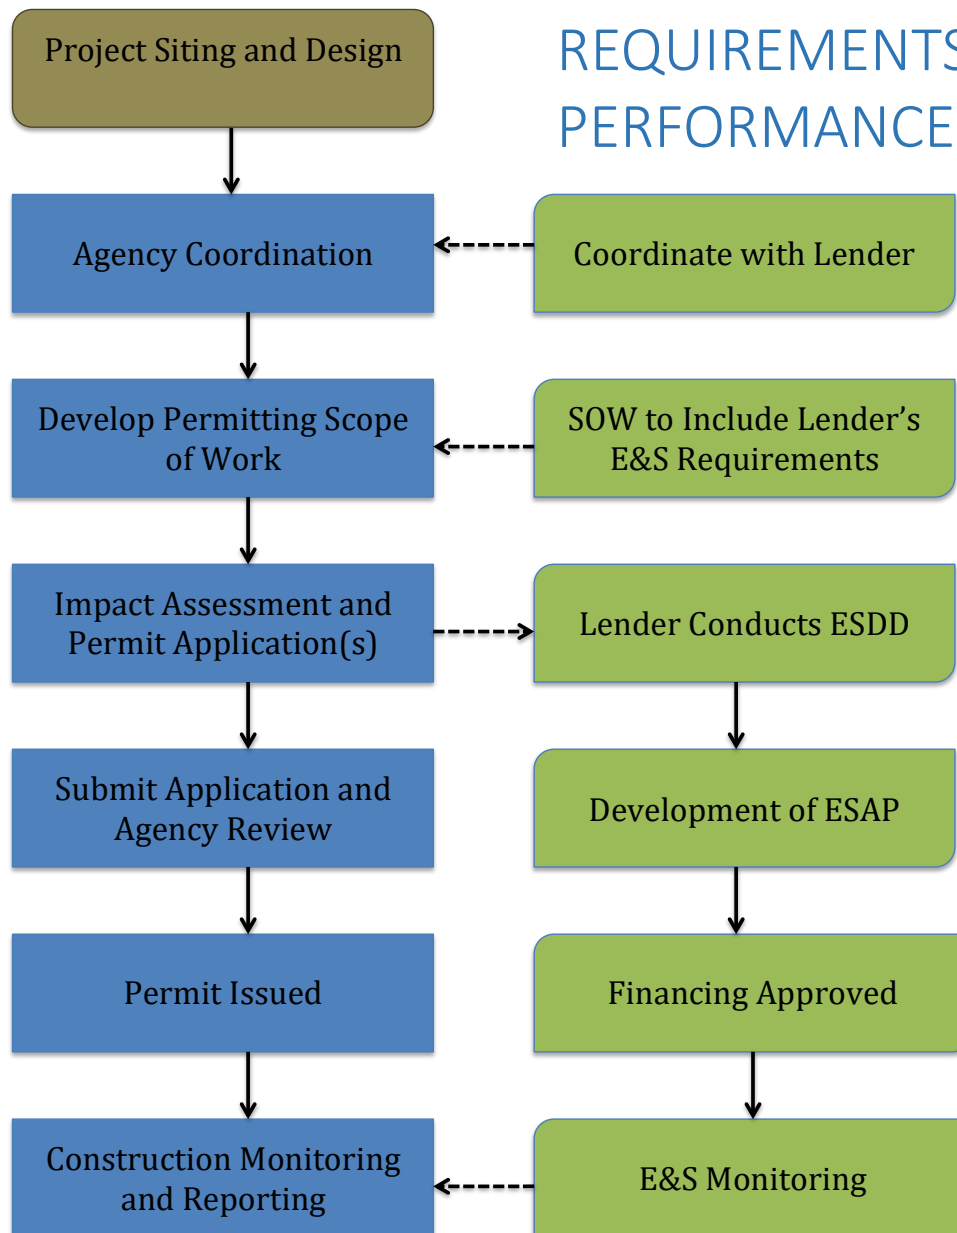 Project Siting and Design
REQUIREMENTS
PERFORMANCE
Agency Coordination
Coordinate with Lender
Develop Permitting Scope
of Work
SOW to Include Lender’s
E&S Requirements
Impact Assessment and
Permit Application(s)
Lender Conducts ESDD
Submit Application and
Agency Review
Development of ESAP
Permit Issued
Financing Approved
Construction Monitoring
and Reporting
E&S Monitoring